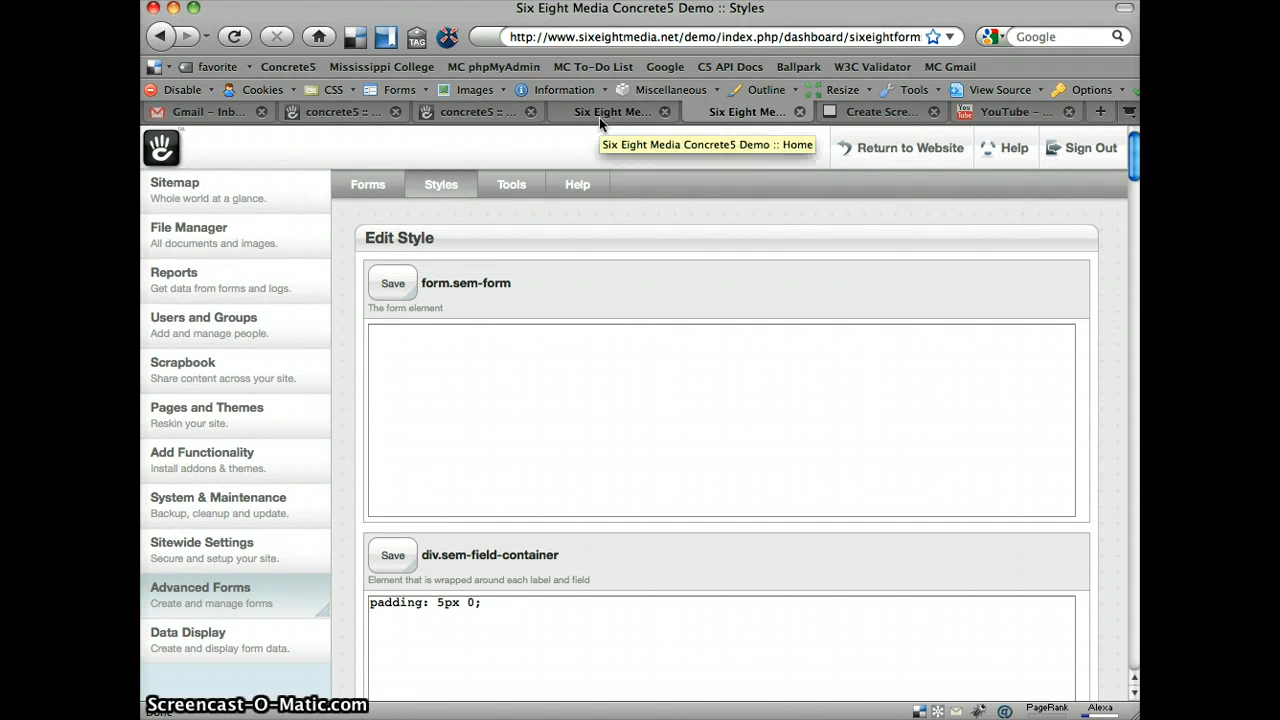 Six Eight Media Concrete5 Demo :: Styles
TAG
http://www.sixeightmedia.net/demo/index.php/dashboard/sixeightform
Google
favorite
Concrete5
Mississippi College
MC phpMyAdmin
MC To-Do List
Google
C5 API Docs
Ballpark
W3C Validator
MC Gmail
Disable
Cookies
CSS
Forms
Images
Information
Miscellaneous
Outline
Resize
Tools
View Source
Options
Gmail - Inb...
concrete5 :: ...
concrete5 :: ...
Six Eight Me...
Six Eight Me...
Create Scre...
You Tube
YouTube - ...
Six Eight Media Concrete5 Demo :: Home
Return to Website
Help
Sign Out
Forms
Styles
Tools
Help
Sitemap
Whole world at a glance.
File Manager
All documents and images.
Reports
Get data from forms and logs.
Users and Groups
Add and manage people.
Scrapbook
Share content across your site.
Pages and Themes
Reskin your site.
Add Functionality
Install addons & themes.
System & Maintenance
Backup, cleanup and update.
Sitewide Settings
Secure and setup your site.
Advanced Forms
Create and manage forms
Data Display
Create and display form data.
Edit Style
Save
form.sem-form
The form element
Save
div.sem-field-container
Element that is wrapped around each label and field
padding: 5px 0;
Screencast-O-Matic.com
PageRank
Alexa